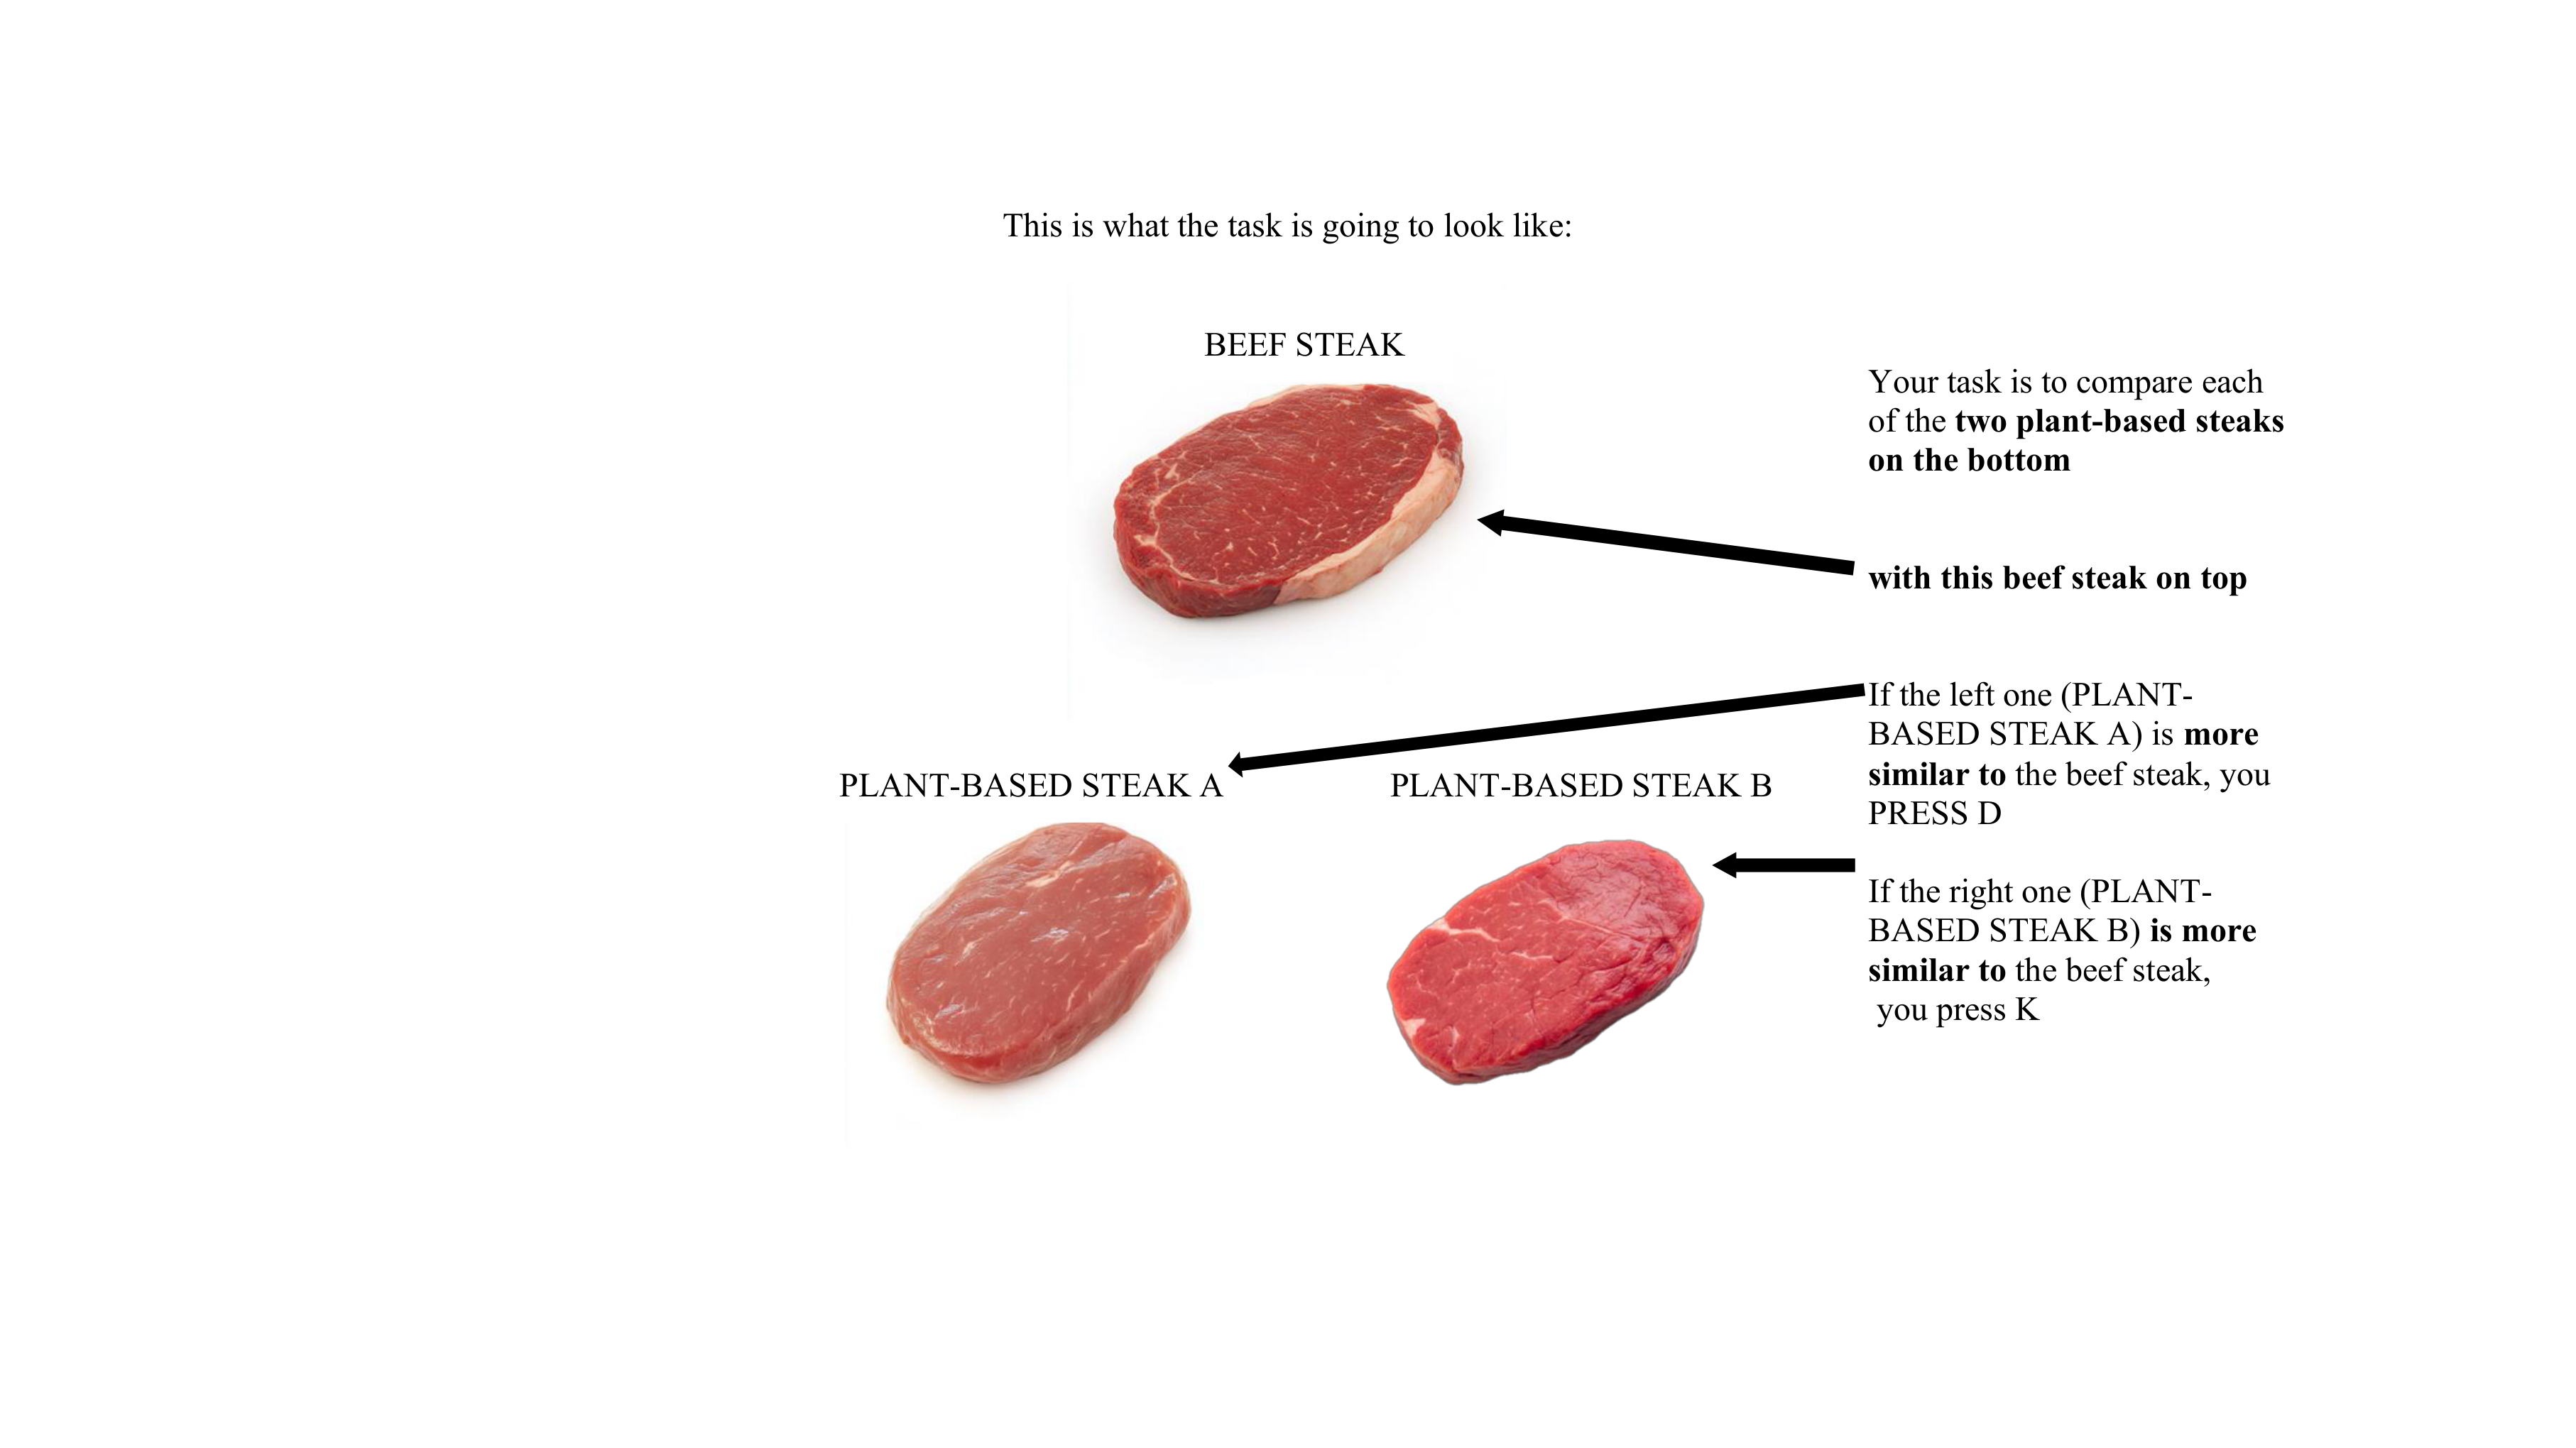 This is what the task is going to look like:
BEEF STEAK
Your task is to compare each
of the two plant-based steaks
on the bottom
with this beef steak on top
If the left one (PLANT-
BASED STEAK A) is more
similar to the beef steak, you
PRESS D
PLANT-BASED STEAK A
PLANT-BASED STEAK B
If the right one (PLANT-
BASED STEAK B) is more
similar to the beef steak,
you press K